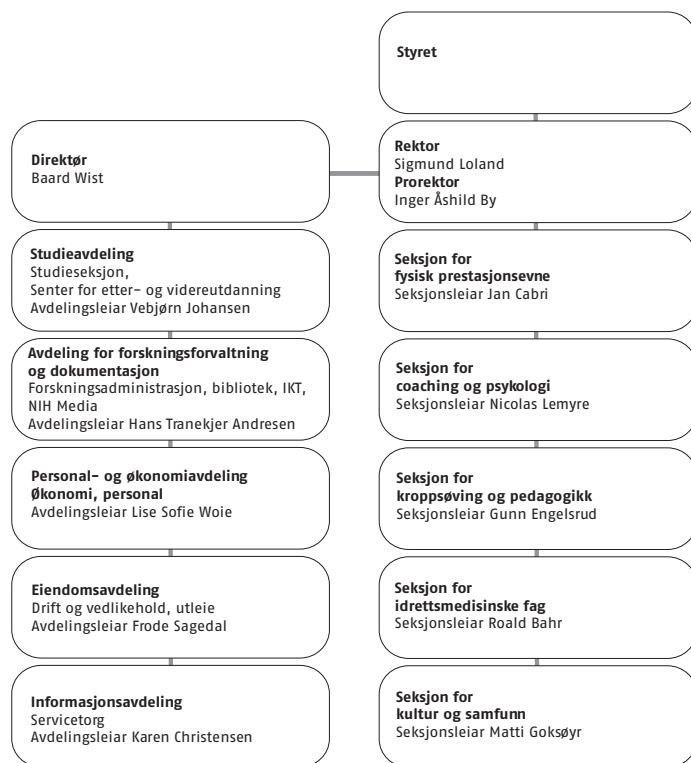 Styret
Direktør
Baard Wist
Rektor
Sigmund Loland
Prorektor
Inger Åshild By
Studieavdeling
Studieseksjon,
Senter for etter- og videreutdanning
Avdelingsleiar Vebjørn Johansen
Seksjon for
fysisk prestasjonsevne
Seksjonsleiar Jan Cabri
Avdeling for forskningsforvaltning
og dokumentasjon
Forskningsadministrasjon, bibliotek, IKT,
NIH Media
Avdelingsleiar Hans Tranekjer Andresen
Seksjon for
coaching og psykologi
Seksjonsleiar Nicolas Lemyre
Personal- og økonomiavdeling
Økonomi, personal
Avdelingsleiar Lise Sofie Woie
Seksjon for
kroppsøving og pedagogikk
Seksjonsleiar Gunn Engelsrud
Eiendomsavdeling
Drift og vedlikehold, utleie
Avdelingsleiar Frode Sagedal
Seksjon for
idrettsmedisinske fag
Seksjonsleiar Roald Bahr
Informasjonsavdeling
Servicetorg
Avdelingsleiar Karen Christensen
Seksjon for
kultur og samfunn
Seksjonsleiar Matti Goksøyr